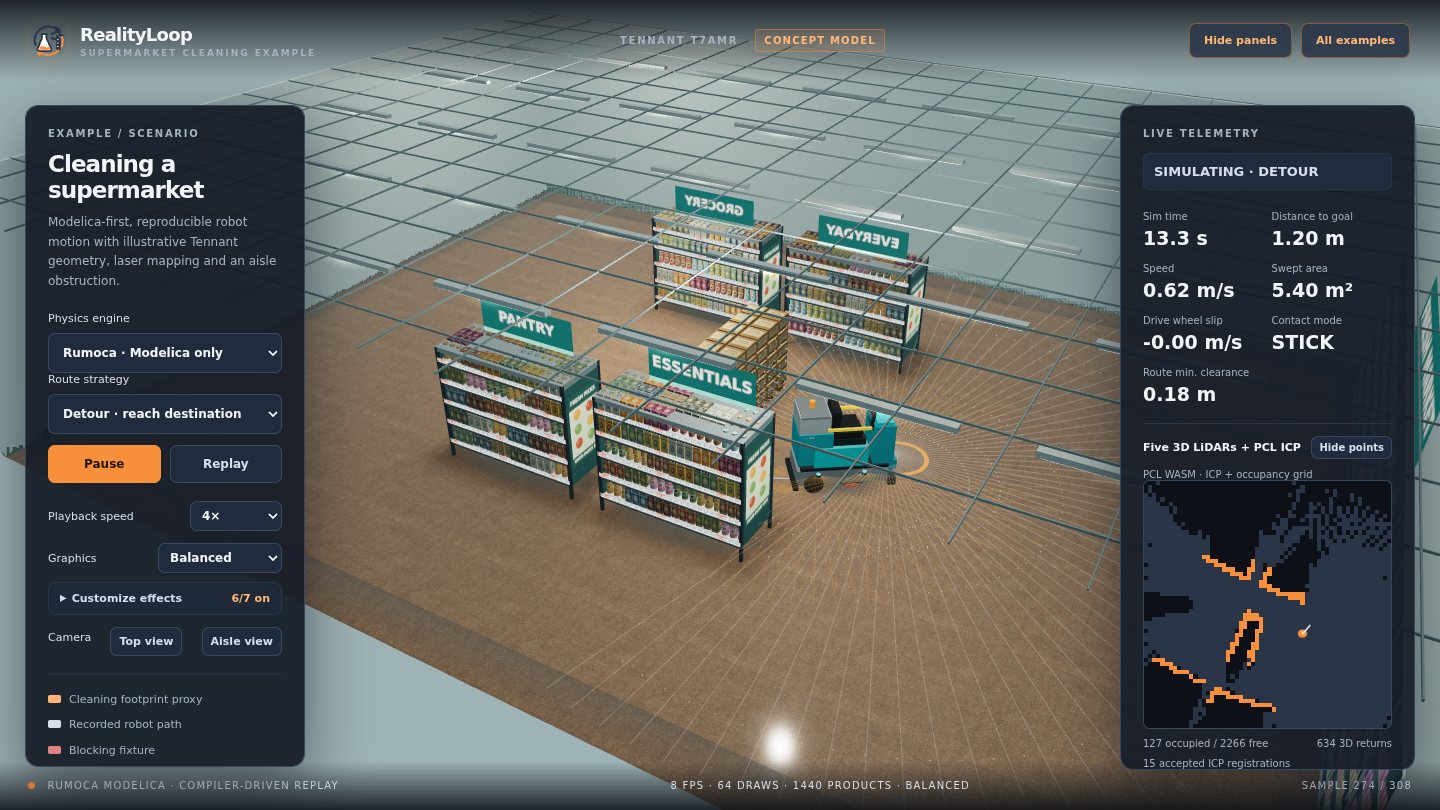 RealityLoop
SUPERMARKET CLEANING EXAMPLE
TENNANT T7AMR
CONCEPT MODEL
Hide panels
All examples
EXAMPLE / SCENARIO
Cleaning a
supermarket
Modelica-first, reproducible robot
motion with illustrative Tennant
geometry, laser mapping and an aisle
obstruction.
Physics engine
Rumoca · Modelica only
Route strategy
Detour · reach destination
Pause
Replay
Playback speed
4×
Graphics
Balanced
Customize effects
6/7 on
Camera
Top view
Aisle view
Cleaning footprint proxy
Recorded robot path
Blocking fixture
GROCERY
EVERYDAY
PANTRY
ESSENTIALS
LIVE TELEMETRY
SIMULATING · DETOUR
Sim time
Distance to goal
13.3 s
1.20 m
Speed
Swept area
0.62 m/s
5.40 m²
Drive wheel slip
Contact mode
-0.00 m/s
STICK
Route min. clearance
0.18 m
Five 3D LiDARs + PCL ICP
Hide points
PCL WASM · ICP + occupancy grid
127 occupied / 2266 free
634 3D returns
15 accepted ICP registrations
RUMOCA MODELICA · COMPILER-DRIVEN REPLAY
8 FPS · 64 DRAWS · 1440 PRODUCTS · BALANCED
SAMPLE 274 / 308